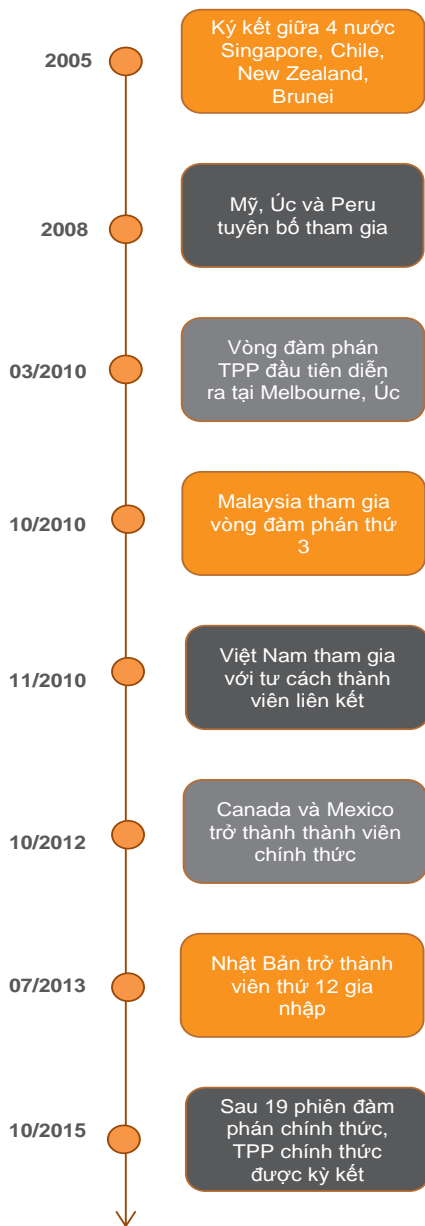 2005
Ký kết giữa 4 nước
Singapore, Chile,
New Zealand,
Brunei
2008
Mỹ, Úc và Peru
tuyên bố tham gia
03/2010
Vòng đàm phán
TPP đầu tiên diễn
ra tại Melbourne, Úc
10/2010
Malaysia tham gia
vòng đàm phán thứ
3
11/2010
Việt Nam tham gia
với tư cách thành
viên liên kết
10/2012
Canada và Mexico
trở thành thành viên
chính thức
07/2013
Nhật Bản trở thành
viên thứ 12 gia
nhập
10/2015
Sau 19 phiên đàm
phán chính thức,
TPP chính thức
được kỳ kết